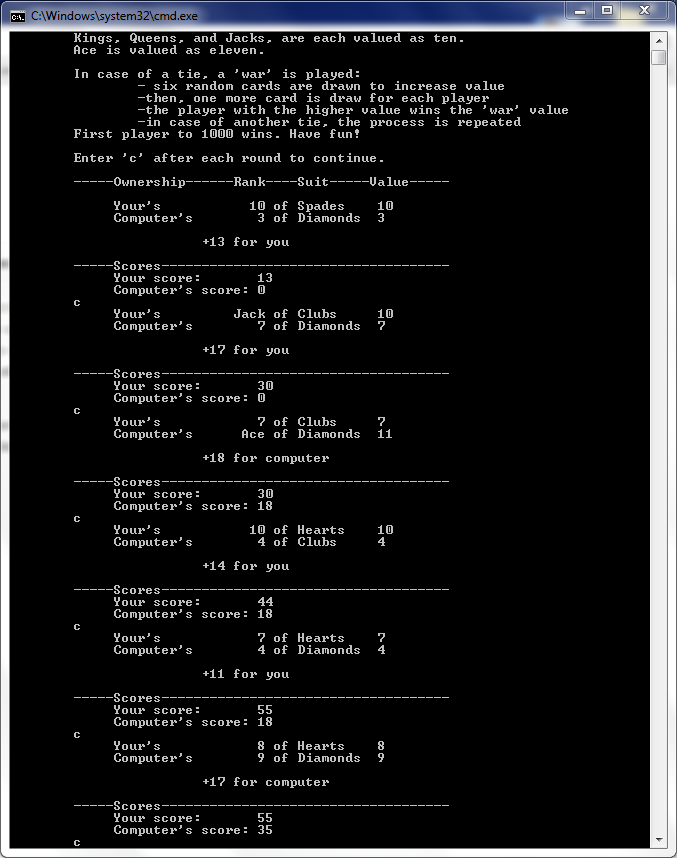 C:\Windows\system32\cmd.exe
Kings, Queens, and Jacks, are each valued as ten.
Ace is valued as eleven.
In case of a tie, a 'war' is played:
- six random cards are drawn to increase value
-then, one more card is draw for each player
-the player with the higher value wins the 'war' value
-in case of another tie, the process is repeated
First player to 1000 wins. Have fun!
Enter 'c' after each round to continue.
-----Ownership------Rank----Suit-----Value-----
Your's 10 of Spades 10
Computer's 3 of Diamonds 3
+13 for you
-----Scores------------------------------------
Your score: 13
Computer's score: 0
c
Your's Jack of Clubs 10
Computer's 7 of Diamonds 7
+17 for you
-----Scores------------------------------------
Your score: 30
Computer's score: 0
c
Your's 7 of Clubs 7
Computer's Ace of Diamonds 11
+18 for computer
-----Scores------------------------------------
Your score: 30
Computer's score: 18
c
Your's 10 of Hearts 10
Computer's 4 of Clubs 4
+14 for you
-----Scores------------------------------------
Your score: 44
Computer's score: 18
c
Your's 7 of Hearts 7
Computer's 4 of Diamonds 4
+11 for you
-----Scores------------------------------------
Your score: 55
Computer's score: 18
c
Your's 8 of Hearts 8
Computer's 9 of Diamonds 9
+17 for computer
-----Scores------------------------------------
Your score: 55
Computer's score: 35
c